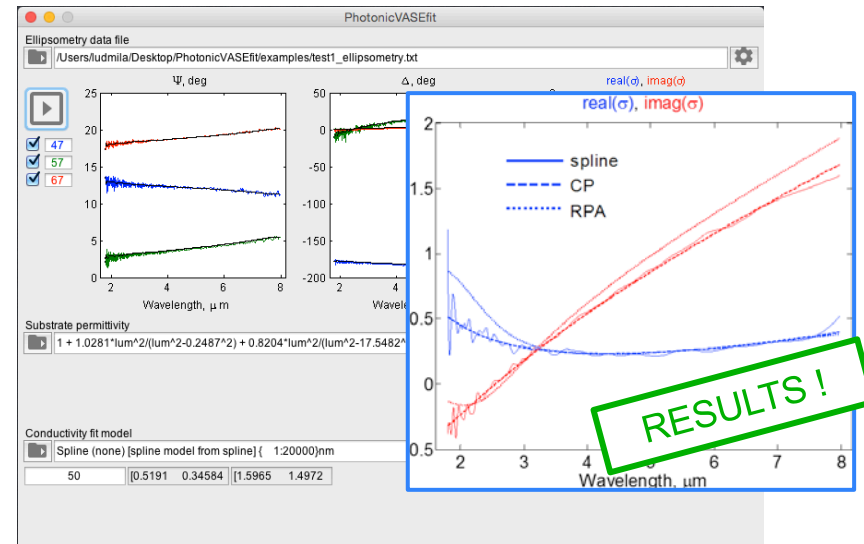 PhotonicVASEfit
Ellipsometry data file
/Users/ludmila/Desktop/PhotonicVASEfit/examples/test1_ellipsometry.txt
Ψ, deg
Δ, deg
real(σ), imag(σ)
47
57
67
25
20
15
10
5
0
2 4 6 8
Wavelength, μ m
50
0
-50
-100
-150
-200
2 4
real(σ), imag(σ)
spline
CP
RPA
2
1.5
1
0.5
0
0.5
2 3 4 5 6 7 8
Wavelength, μm
RESULTS !
Substrate permittivity
1 + 1.0281*lum^2/(lum^2-0.2487^2) + 0.8204*lum^2/(lum^2-17.5482^
Conductivity fit model
Spline (none) [spline model from spline] { 1:20000}nm
50 [0.5191 0.34584 [1.5965 1.4972